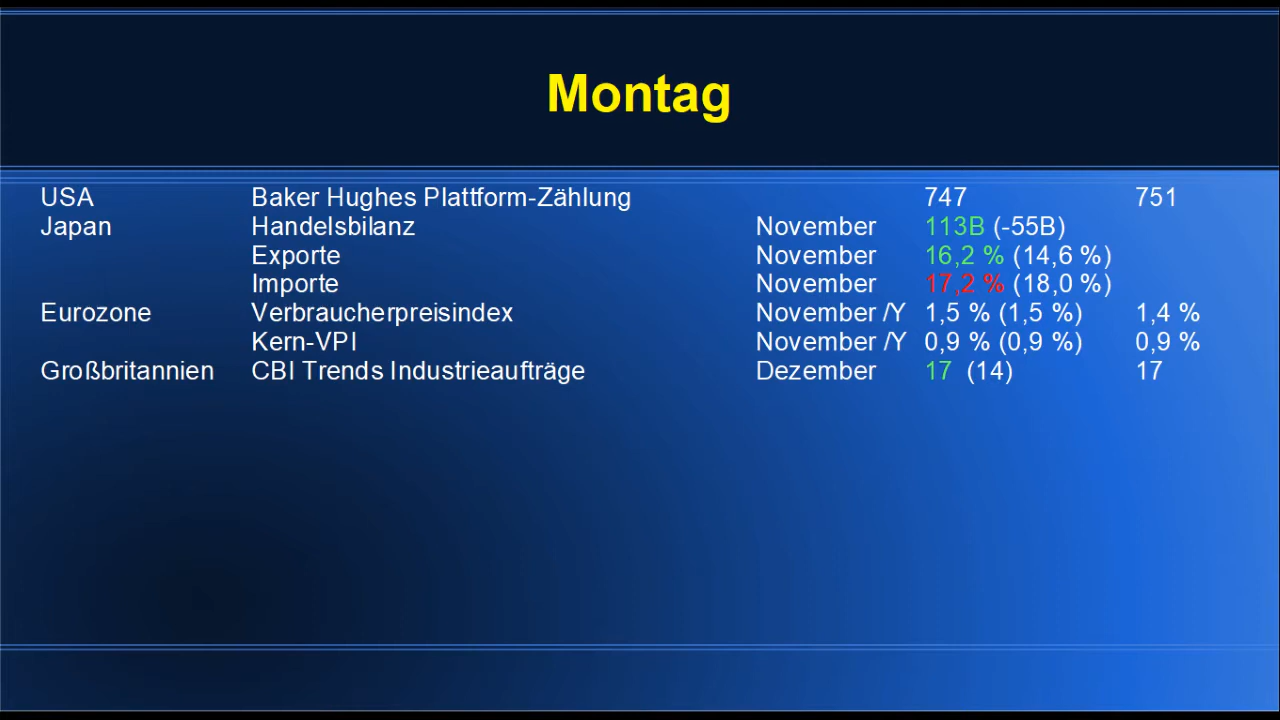 Montag
USA Baker Hughes Plattform-Zählung 747 751
Japan Handelsbilanz November 113B (-55B)
Exporte November 16,2 % (14,6 %)
Importe November 17,2 % (18,0 %)
Eurozone Verbraucherpreisindex November /Y 1,5 % (1,5 %) 1,4 %
Kern-VPI November /Y 0,9 % (0,9 %) 0,9 %
Großbritannien CBI Trends Industrieaufträge Dezember 17 (14) 17